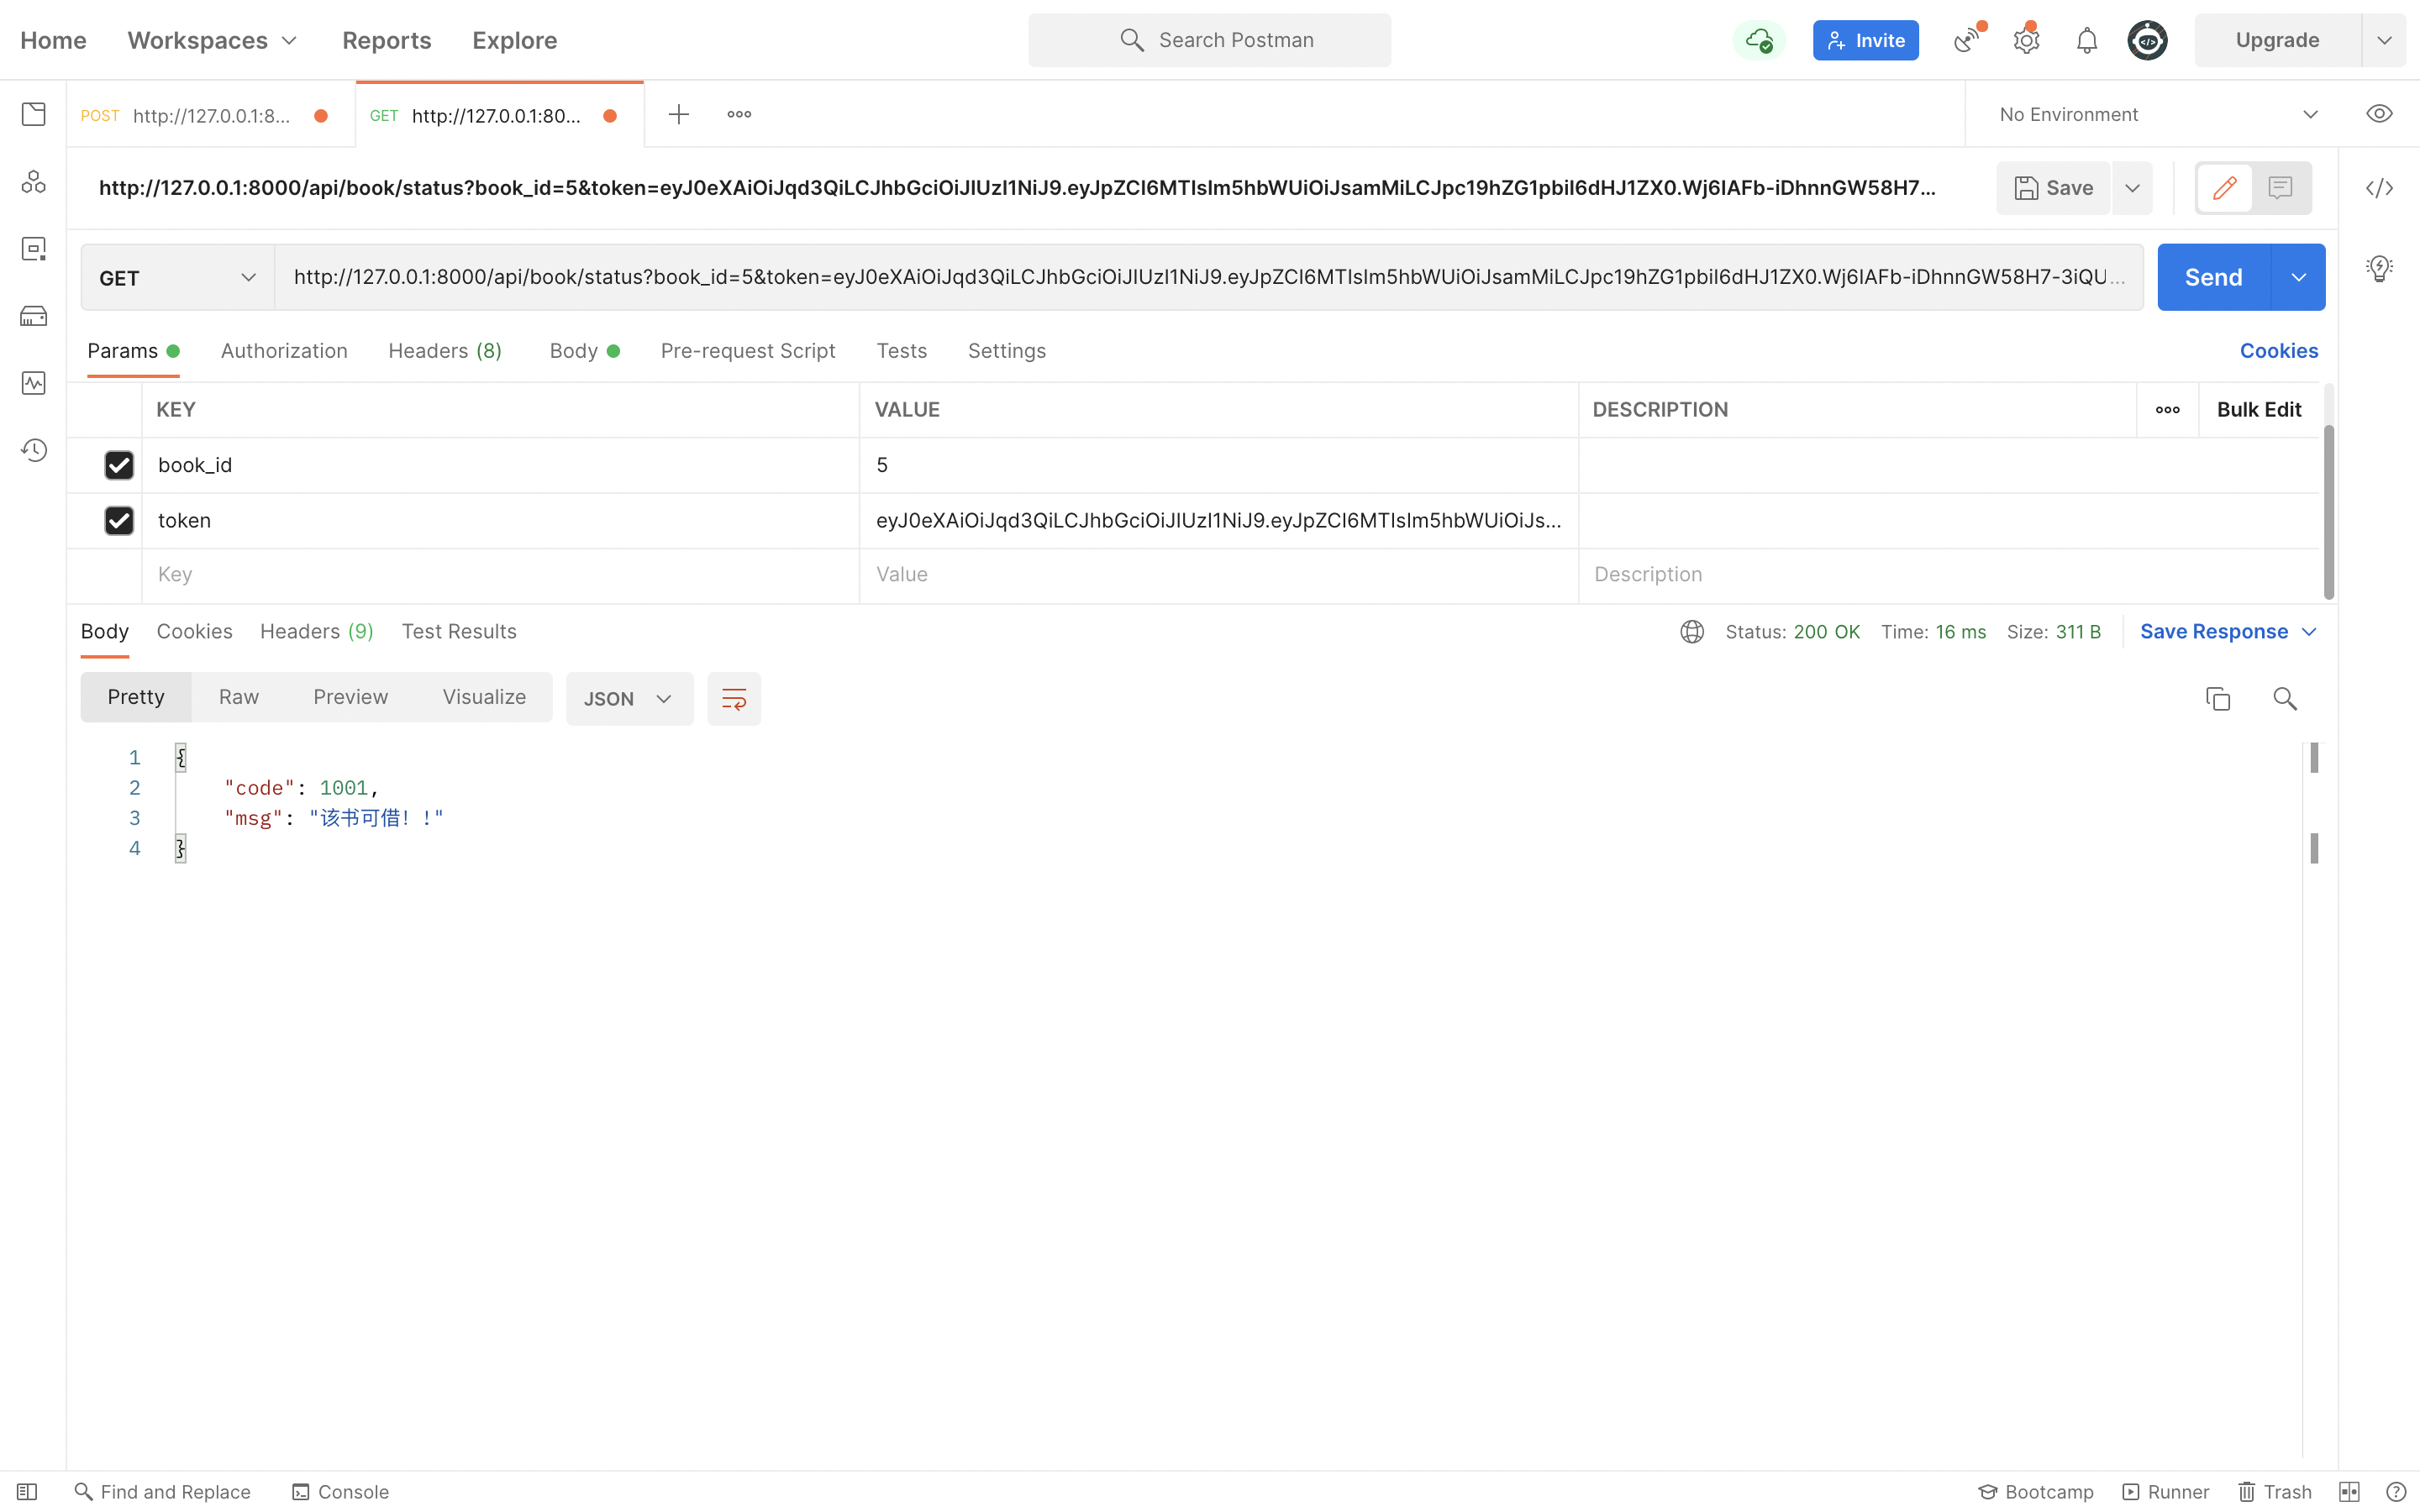 Home Workspaces Reports Explore Search Postman Invite Upgrade
POST http://127.0.0.1:8... GET http://127.0.0.1:80... No Environment
http://127.0.0.1:8000/api/book/status?book_id=5&token=eyJ0eXAiOiJqd3QiLCJhbGciOiJIUzI1NiJ9.eyJpZCI6MTIsIm5hbWUiOiJsamMiLCJpc19hZG1pbiI6dHJ1ZX0.Wj6IAFb-iDhnnGW58H7... Save
GET http://127.0.0.1:8000/api/book/status?book_id=5&token=eyJ0eXAiOiJqd3QiLCJhbGciOiJIUzI1NiJ9.eyJpZCI6MTIsIm5hbWUiOiJsamMiLCJpc19hZG1pbiI6dHJ1ZX0.Wj6IAFb-iDhnnGW58H7-3iQU... Send
Params Authorization Headers (8) Body Pre-request Script Tests Settings Cookies
KEY VALUE DESCRIPTION Bulk Edit
book_id 5
token eyJ0eXAiOiJqd3QiLCJhbGciOiJIUzI1NiJ9.eyJpZCI6MTIsIm5hbWUiOiJs...
Key Value Description
Body Cookies Headers (9) Test Results Status: 200 OK Time: 16 ms Size: 311 B Save Response
Pretty Raw Preview Visualize JSON
1 {
2 "code": 1001,
3 "msg": "该书可借！！"
4 }
Find and Replace Console Bootcamp Runner Trash